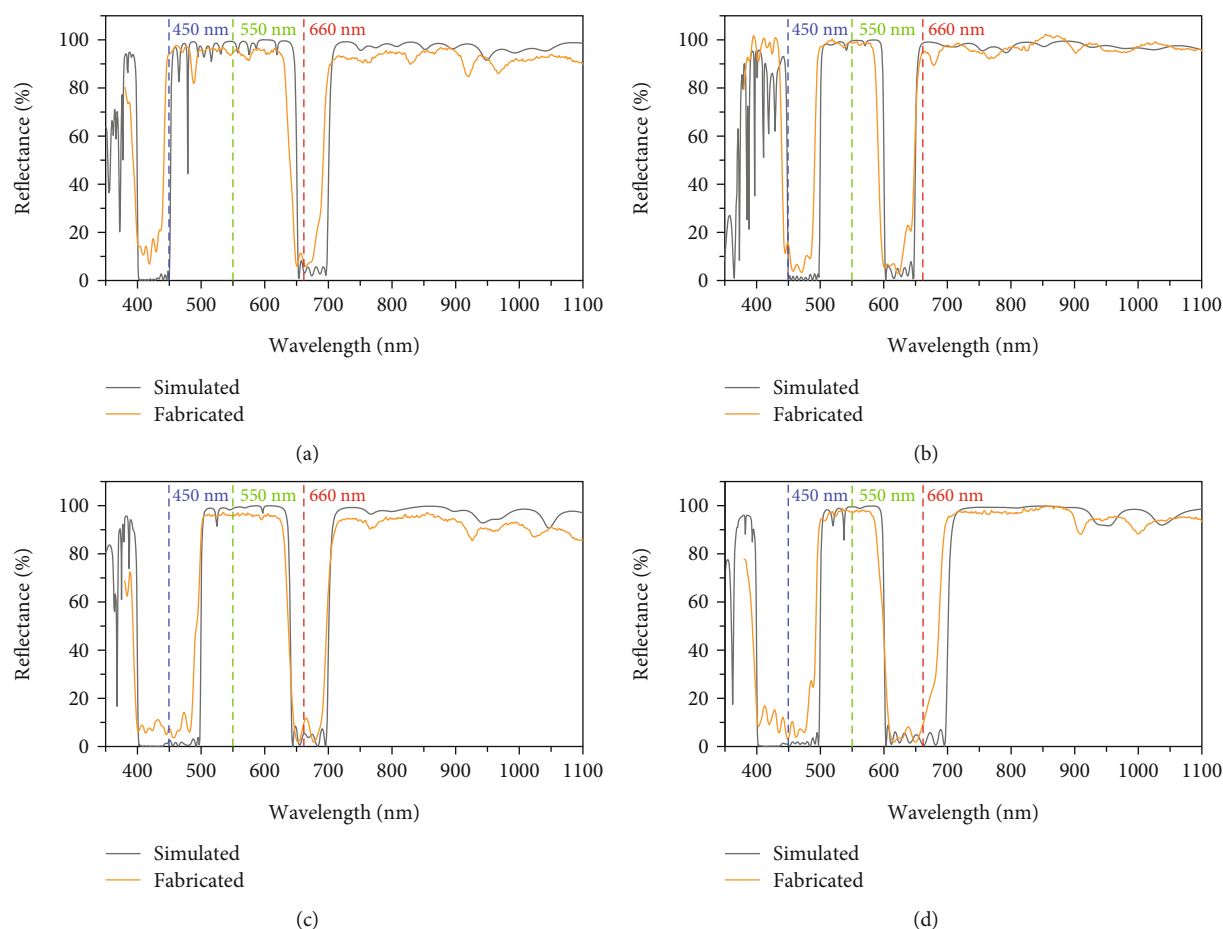 450 nm 550 nm 660 nm
100
80
60
40
20
0
Reflectance (%)
400 500 600 700 800 900 1000 1100
Wavelength (nm)
Simulated
Fabricated
(a)
450 nm 550 nm 660 nm
100
80
60
40
20
0
Reflectance (%)
400 500 600 700 800 900 1000 1100
Wavelength (nm)
Simulated
Fabricated
(b)
450 nm 550 nm 660 nm
100
80
60
40
20
0
Reflectance (%)
400 500 600 700 800 900 1000 1100
Wavelength (nm)
Simulated
Fabricated
(c)
450 nm 550 nm 660 nm
100
80
60
40
20
0
Reflectance (%)
400 500 600 700 800 900 1000 1100
Wavelength (nm)
Simulated
Fabricated
(d)